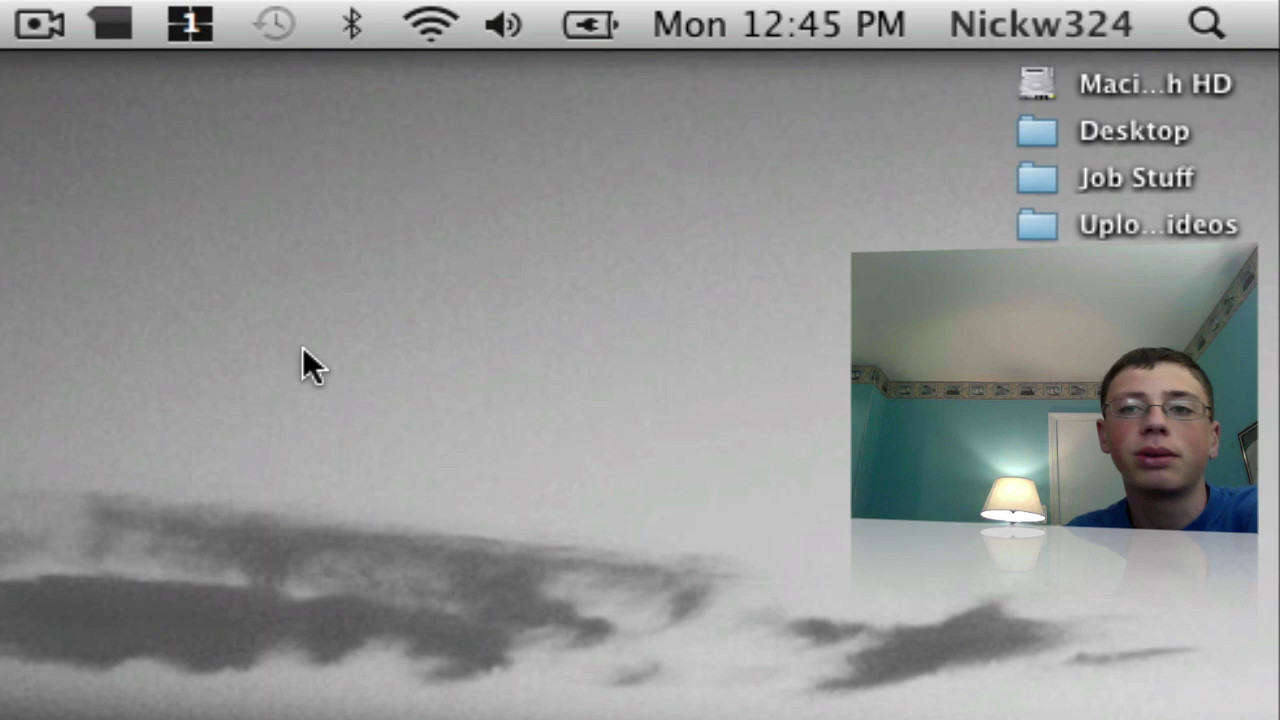 1 Mon 12:45 PM Nickw324
Maci...h HD
Desktop
Job Stuff
Uplo...ideos